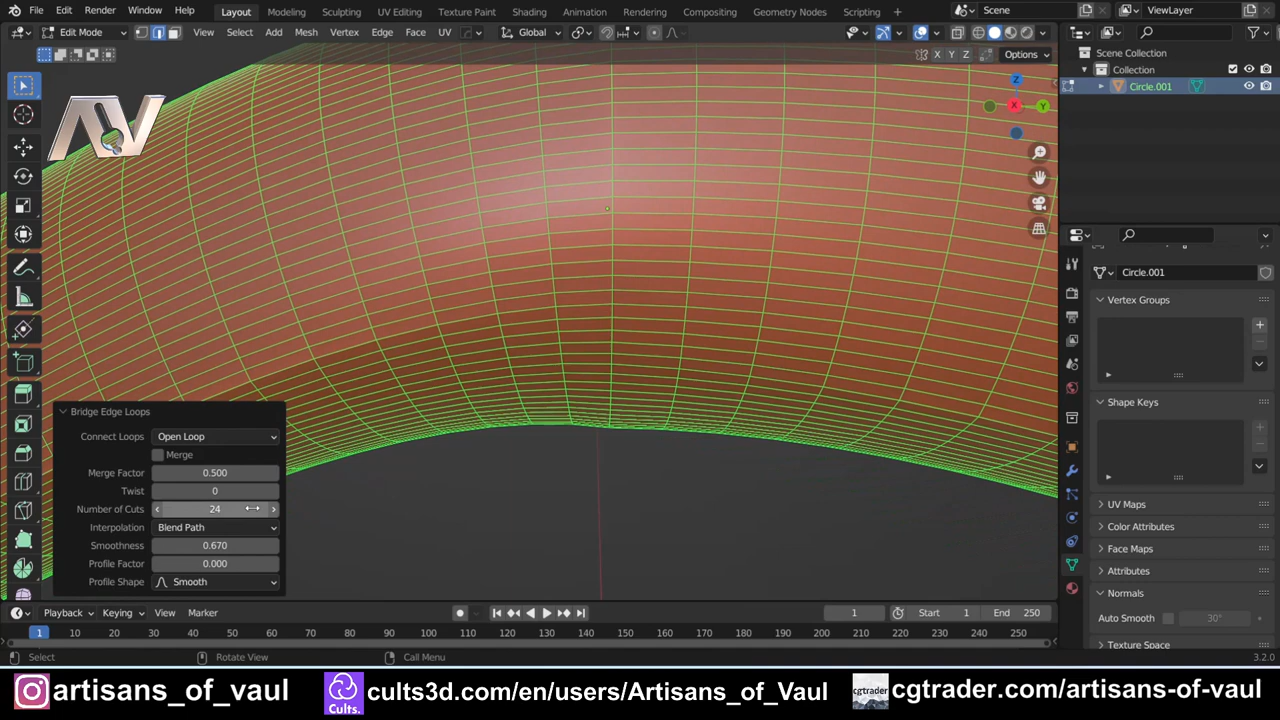 File Edit Render Window Help Layout Modeling Sculpting UV Editing Texture Paint Shading Animation Rendering Compositing Geometry Nodes Scripting + Scene ViewLayer
Edit Mode View Select Add Mesh Vertex Edge Face UV Global
X Y Z Options
Scene Collection
Collection
Circle.001
AV
X Y Z
Circle.001
Vertex Groups
Shape Keys
UV Maps
Color Attributes
Face Maps
Attributes
Normals
Auto Smooth 30°
Texture Space
Bridge Edge Loops
Connect Loops Open Loop
Merge
Merge Factor 0.500
Twist 0
Number of Cuts 24
Interpolation Blend Path
Smoothness 0.670
Profile Factor 0.000
Profile Shape Smooth
Playback Keying View Marker 1 Start 1 End 250
1 10 20 30 40 50 60 70 80 90 100 110 120 130 140 150 160 170 180 190 200 210 220 230 240 250
Select Rotate View Call Menu 3.2.0
artisans_of_vaul Cults. cults3d.com/en/users/Artisans_of_Vaul cgtrader cgtrader.com/artisans-of-vaul